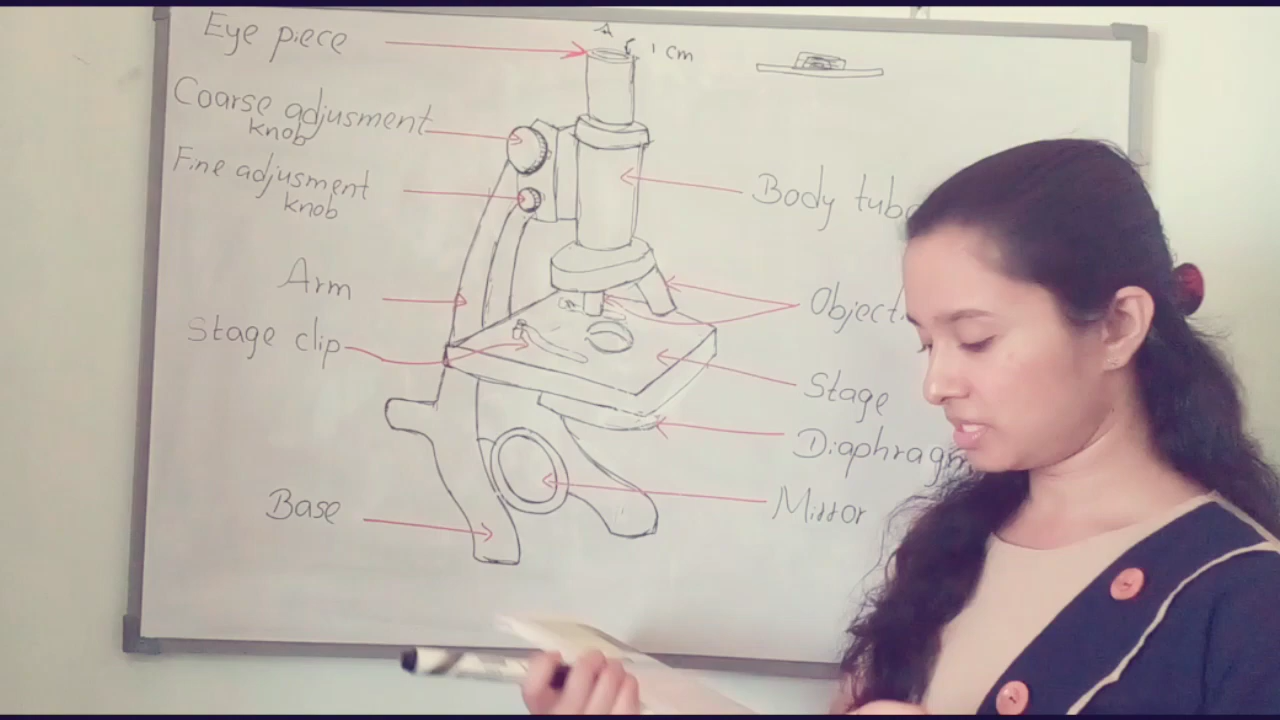 Eye piece
1 cm
Coarse adjusment
knob
Fine adjusment
knob
Body tube
Arm
Object
Stage clip
Stage
Diaphragm
Mirror
Base